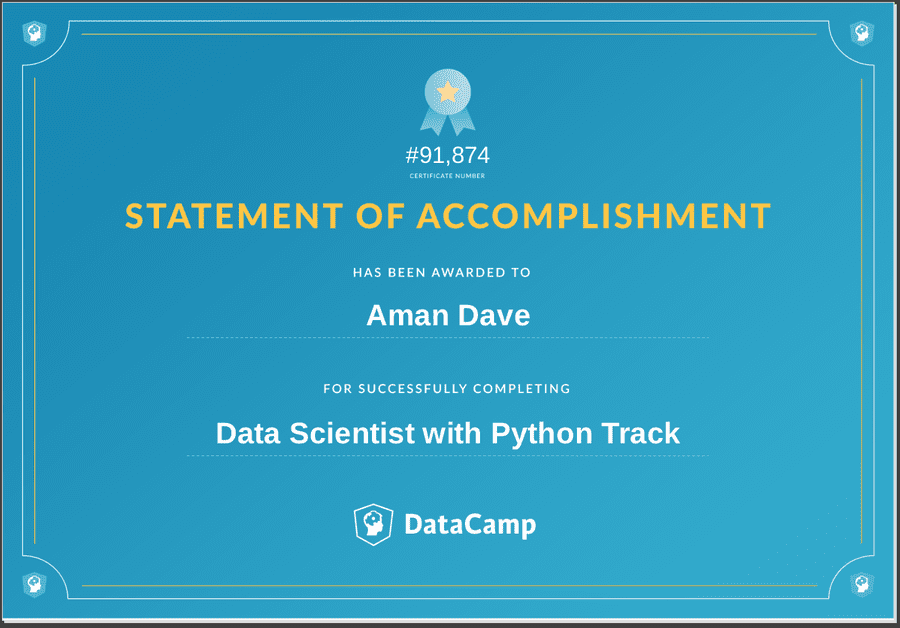 #91,874
CERTIFICATE NUMBER
STATEMENT OF ACCOMPLISHMENT
HAS BEEN AWARDED TO
Aman Dave
FOR SUCCESSFULLY COMPLETING
Data Scientist with Python Track
DataCamp